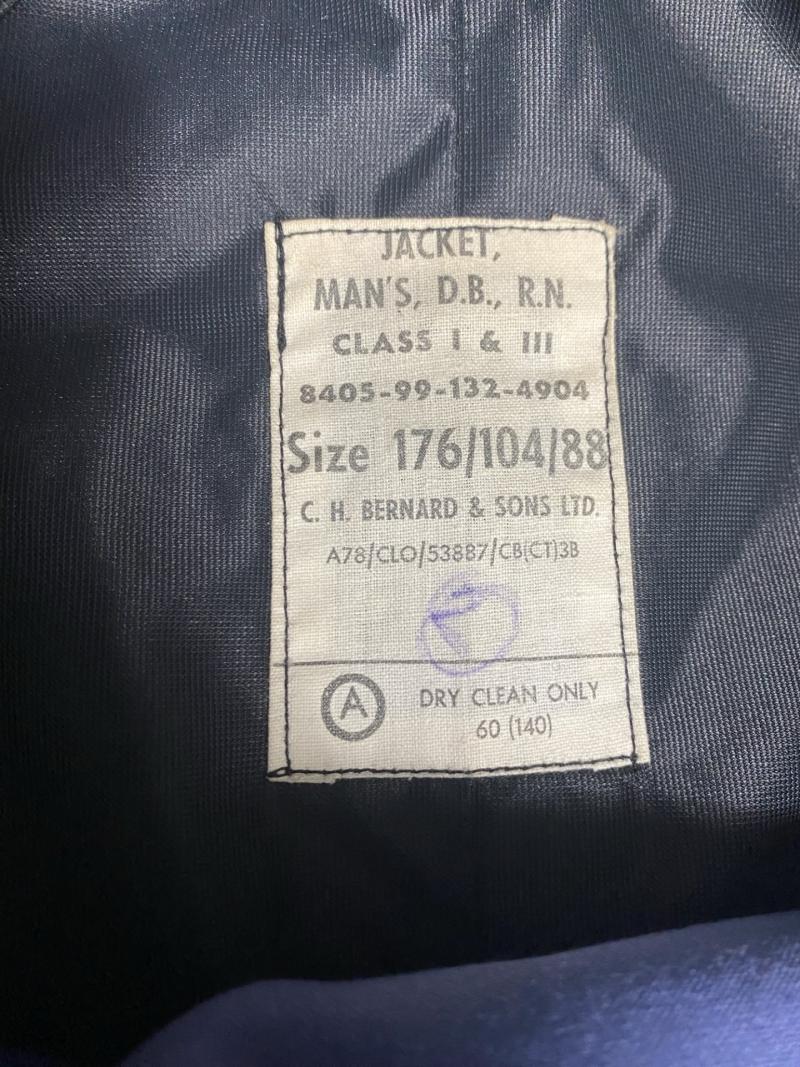 JACKET,
MAN'S, D.B., R.N.
CLASS I & III
8405-99-132-4904
Size 176/104/88
C. H. BERNARD & SONS LTD.
A78/CLO/53887/CB(CT)3B
A
DRY CLEAN ONLY
60 (140)